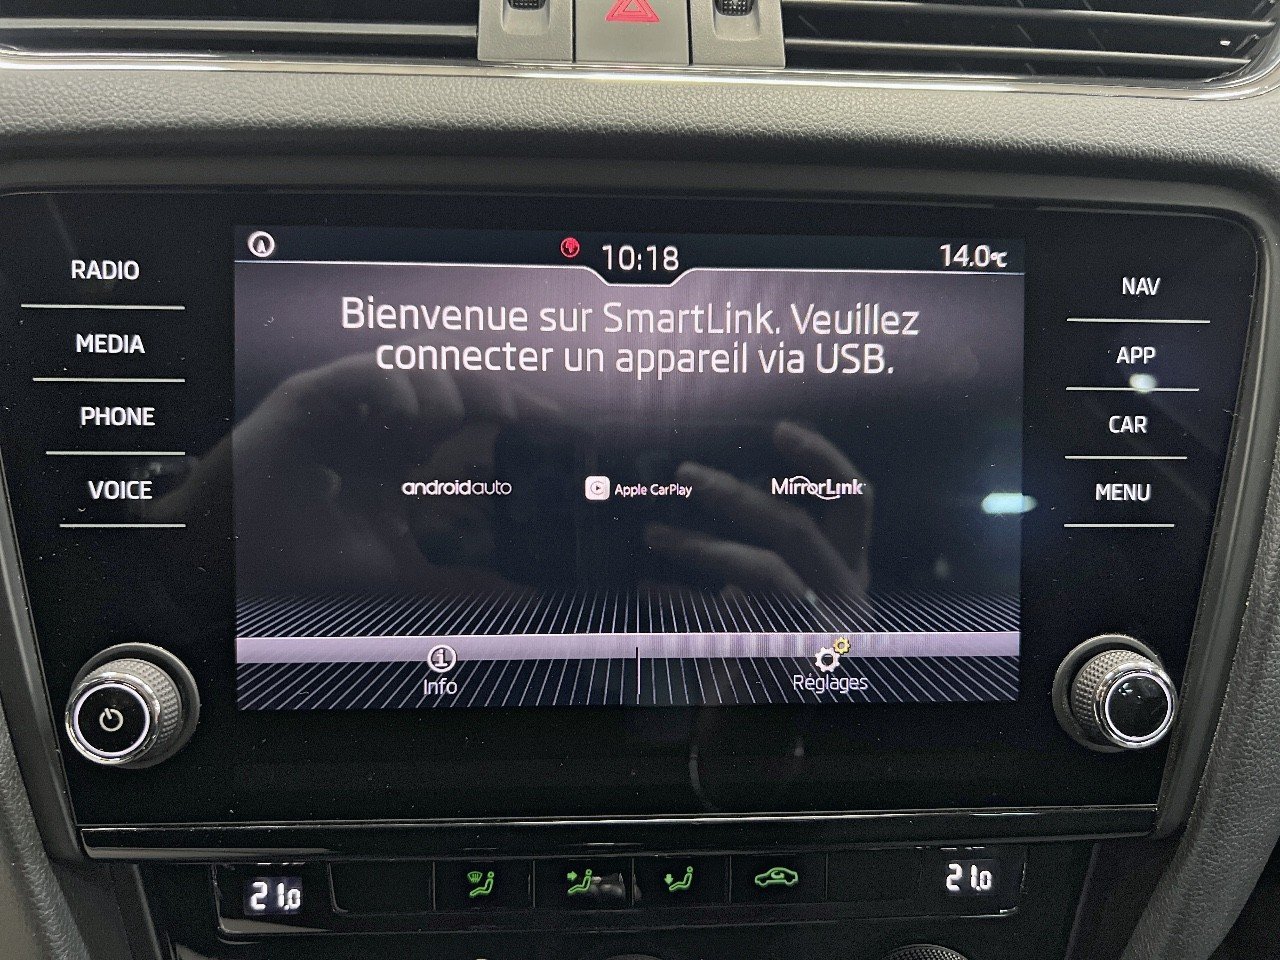 10:18
14.0°C
RADIO
MEDIA
PHONE
VOICE
Bienvenue sur SmartLink. Veuillez
connecter un appareil via USB.
androidauto
Apple CarPlay
MirrorLink
Info
Réglages
NAV
APP
CAR
MENU
21.0
21.0